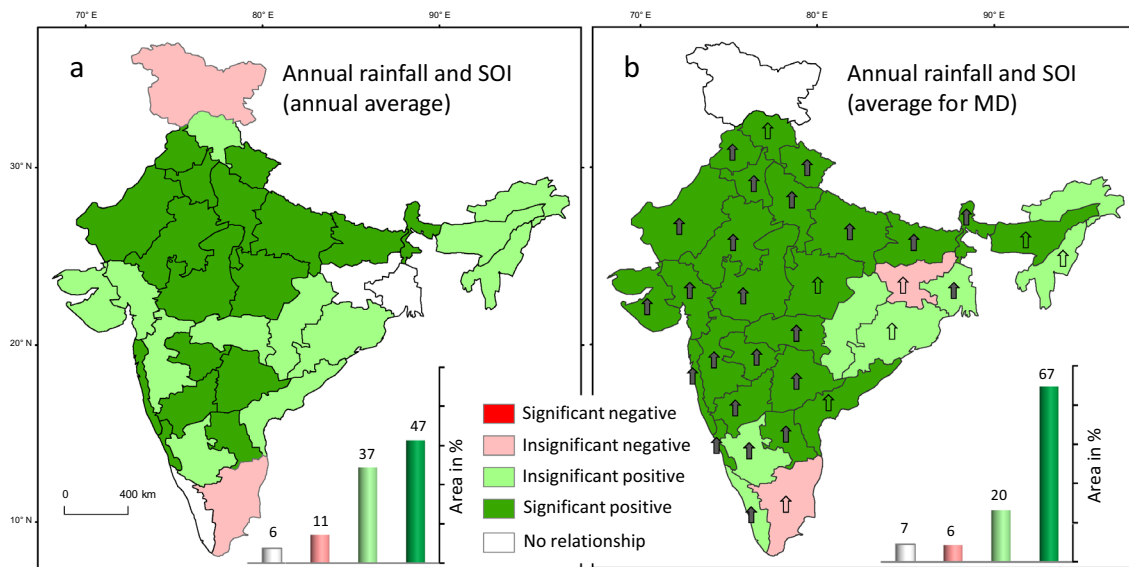 70° E 80° E 90° E
70° E 80° E 90° E
a
Annual rainfall and SOI
(annual average)
b
Annual rainfall and SOI
(average for MD)
30° N
20° N
10° N
0 400 km
6 11 37 47
Area in %
Significant negative
Insignificant negative
Insignificant positive
Significant positive
No relationship
7 6 20 67
Area in %